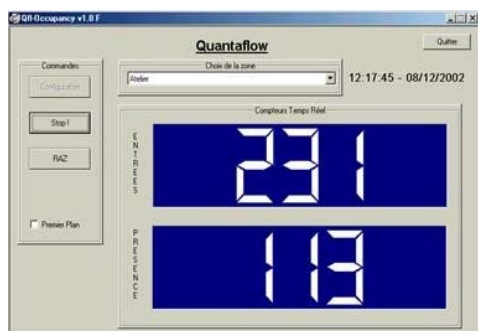 QII-Occupancy v1.0 F
Quantaflow
Quitter
Commandes
Configuration
Stop !
RAZ
Premier Plan
Choix de la zone
Atelier
12:17:45 - 08/12/2002
Compteurs Temps Réel
ENTREES
231
PRESENCE
113